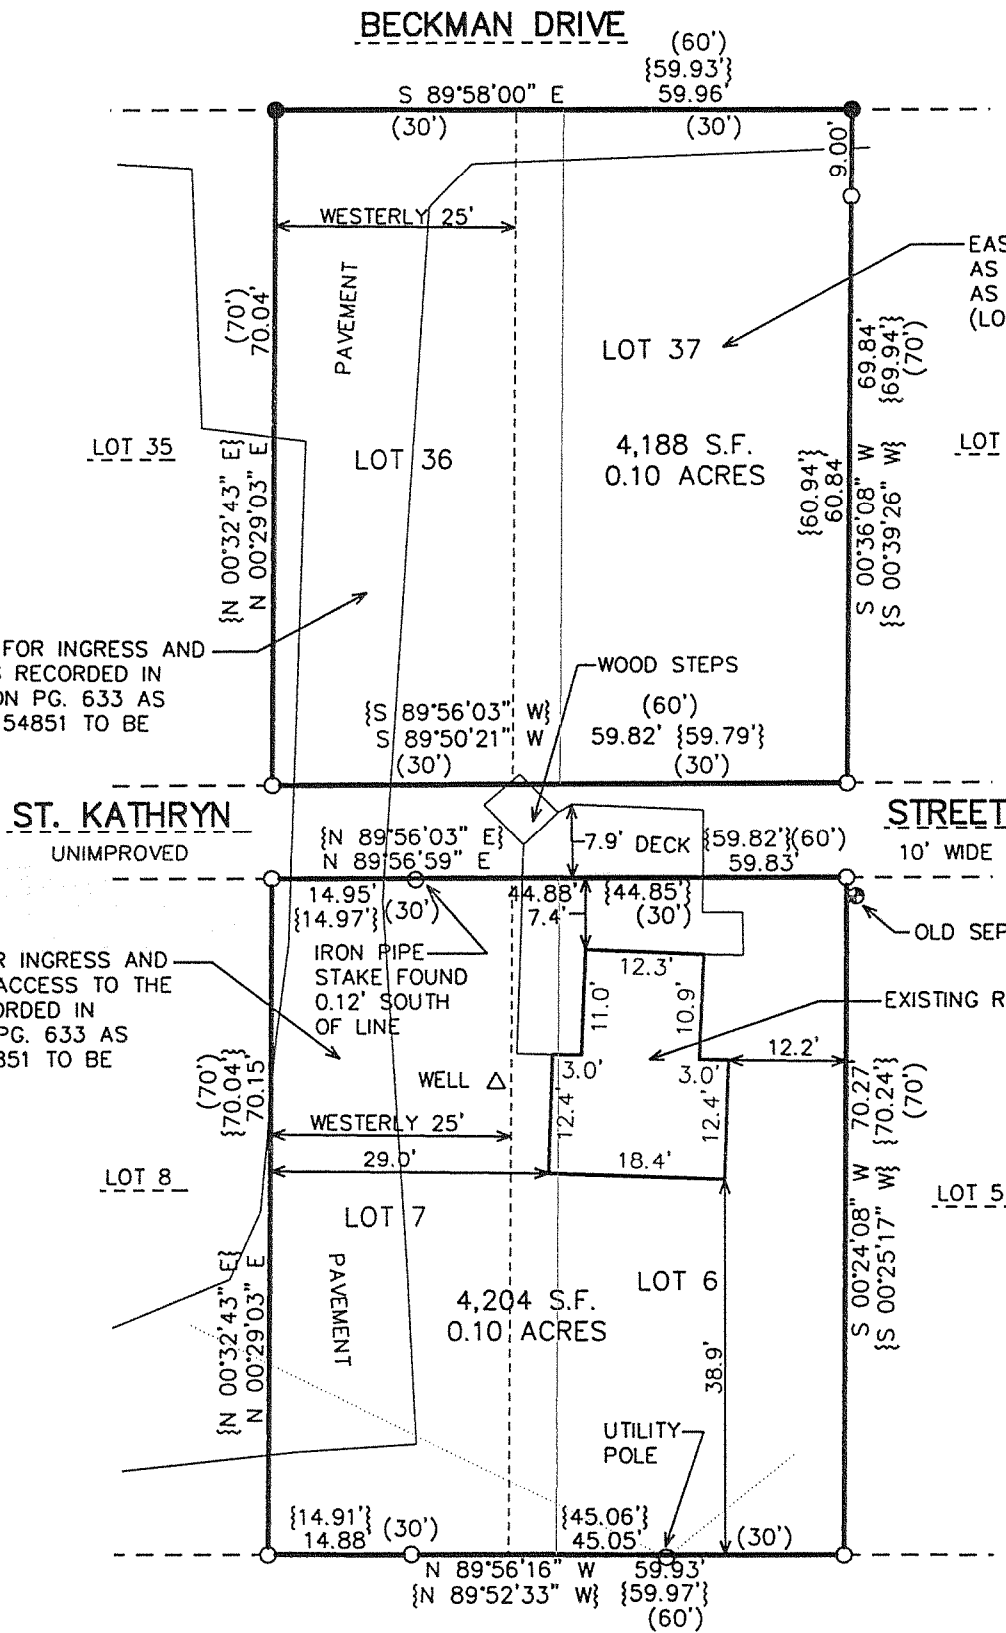 BECKMAN DRIVE
(60')
{59.93'}
S 89°58'00" E 59.96'
(30') (30')
9.00'
WESTERLY 25'
PAVEMENT
(70')
70.04'
LOT 37
69.84'
{69.94'}
(70')
LOT 35
LOT 36
4,188 S.F.
0.10 ACRES
LOT
{60.94'}
60.84
{N 00°32'43" E}
N 00°29'03" E
S 00°36'08" W
{S 00°39'26" W}
EAS
AS
AS
(LO
FOR INGRESS AND
RECORDED IN
ON PG. 633 AS
54851 TO BE
WOOD STEPS
{S 89°56'03" W} (60')
S 89°50'21" W 59.82' {59.79'}
(30') (30')
ST. KATHRYN STREET
UNIMPROVED 10' WIDE
{N 89°56'03" E}
N 89°56'59" E
7.9' DECK
{59.82'}(60')
59.83'
14.95' 44.88' {44.85'}
{14.97'} (30') 7.4' (30')
OLD SEP
IRON PIPE
STAKE FOUND
0.12' SOUTH
OF LINE
R INGRESS AND
ACCESS TO THE
ORDED IN
PG. 633 AS
851 TO BE
12.3'
11.0'
10.9'
EXISTING R
12.2'
3.0' 3.0'
12.4'
12.4'
(70')
{70.04'}
70.15'
WELL
70.27
{70.24'}
(70')
WESTERLY 25'
29.0' 18.4'
LOT 8
LOT 5
LOT 7
LOT 6
PAVEMENT
{N 00°32'43" E}
N 00°29'03" E
S 00°24'08" W
{S 00°25'17" W}
4,204 S.F.
0.10 ACRES
38.9'
UTILITY
POLE
{14.91'} {45.06'}
14.88 (30') 45.05' (30')
N 89°56'16" W 59.93'
{N 89°52'33" W} {59.97'}
(60')